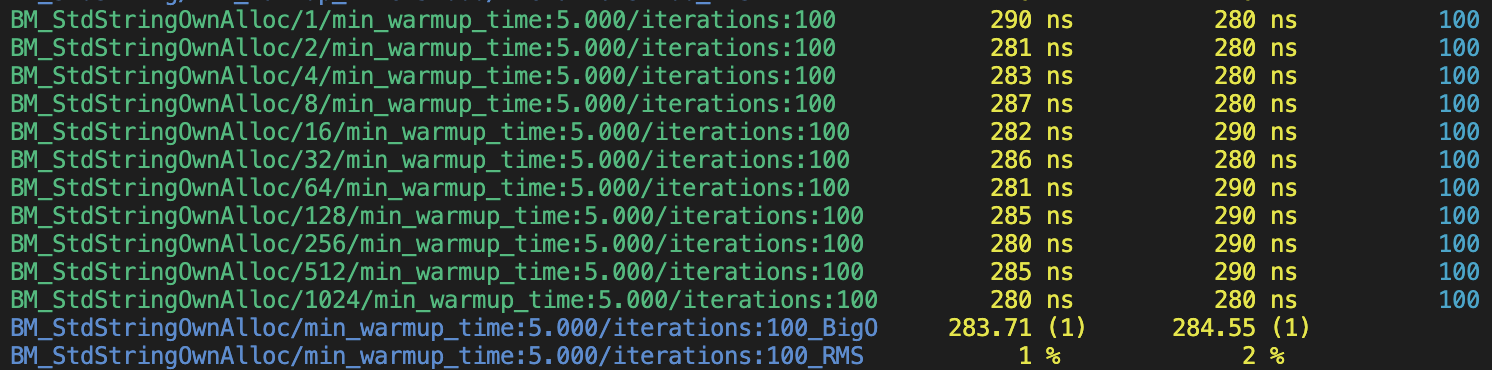 BM_StdStringOwnAlloc/1/min_warmup_time:5.000/iterations:100 290 ns 280 ns 100
BM_StdStringOwnAlloc/2/min_warmup_time:5.000/iterations:100 281 ns 280 ns 100
BM_StdStringOwnAlloc/4/min_warmup_time:5.000/iterations:100 283 ns 280 ns 100
BM_StdStringOwnAlloc/8/min_warmup_time:5.000/iterations:100 287 ns 280 ns 100
BM_StdStringOwnAlloc/16/min_warmup_time:5.000/iterations:100 282 ns 290 ns 100
BM_StdStringOwnAlloc/32/min_warmup_time:5.000/iterations:100 286 ns 280 ns 100
BM_StdStringOwnAlloc/64/min_warmup_time:5.000/iterations:100 281 ns 290 ns 100
BM_StdStringOwnAlloc/128/min_warmup_time:5.000/iterations:100 285 ns 290 ns 100
BM_StdStringOwnAlloc/256/min_warmup_time:5.000/iterations:100 280 ns 290 ns 100
BM_StdStringOwnAlloc/512/min_warmup_time:5.000/iterations:100 285 ns 290 ns 100
BM_StdStringOwnAlloc/1024/min_warmup_time:5.000/iterations:100 280 ns 280 ns 100
BM_StdStringOwnAlloc/min_warmup_time:5.000/iterations:100_BigO 283.71 (1) 284.55 (1)
BM_StdStringOwnAlloc/min_warmup_time:5.000/iterations:100_RMS 1 % 2 %